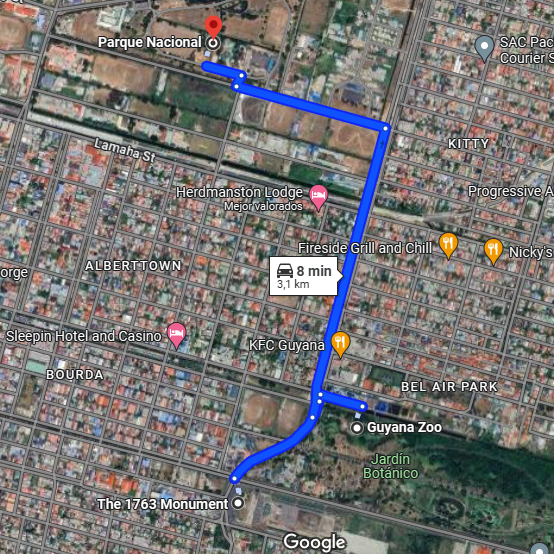 Parque Nacional
SAC Pac
Courier S
KITTY
Lamaha St
Herdmanston Lodge
Mejor valorados
Progressive A
Fireside Grill and Chill
Nicky's
orge
ALBERTTOWN
8 min
3,1 km
Sleepin Hotel and Casino
KFC Guyana
BOURDA
BEL AIR PARK
Guyana Zoo
Jardín
Botánico
The 1763 Monument
Google